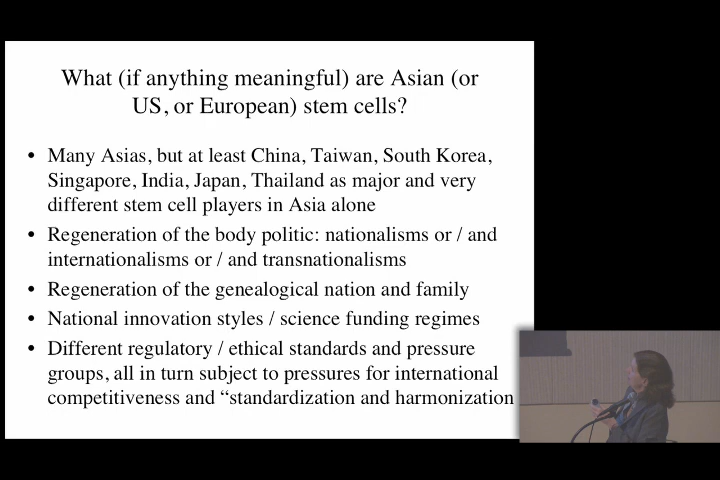 What (if anything meaningful) are Asian (or
US, or European) stem cells?
• Many Asias, but at least China, Taiwan, South Korea,
Singapore, India, Japan, Thailand as major and very
different stem cell players in Asia alone
• Regeneration of the body politic: nationalisms or / and
internationalisms or / and transnationalisms
• Regeneration of the genealogical nation and family
• National innovation styles / science funding regimes
• Different regulatory / ethical standards and pressure
groups, all in turn subject to pressures for international
competitiveness and “standardization and harmonization